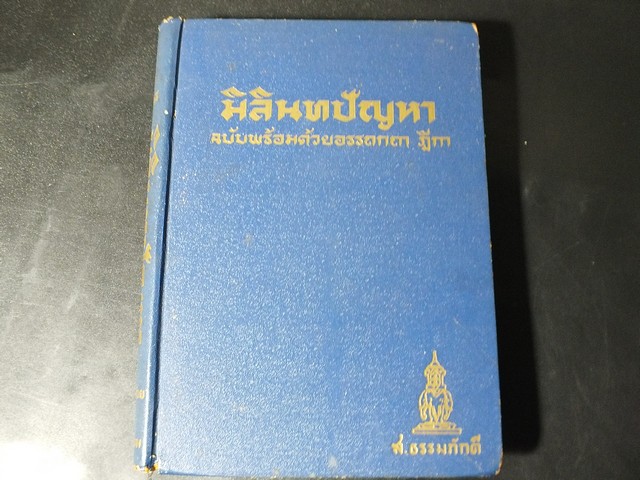 มิลินทปัญหา
ฉบับพร้อมด้วยอรรถกถา ฎีกา
ส.ธรรมภักดี